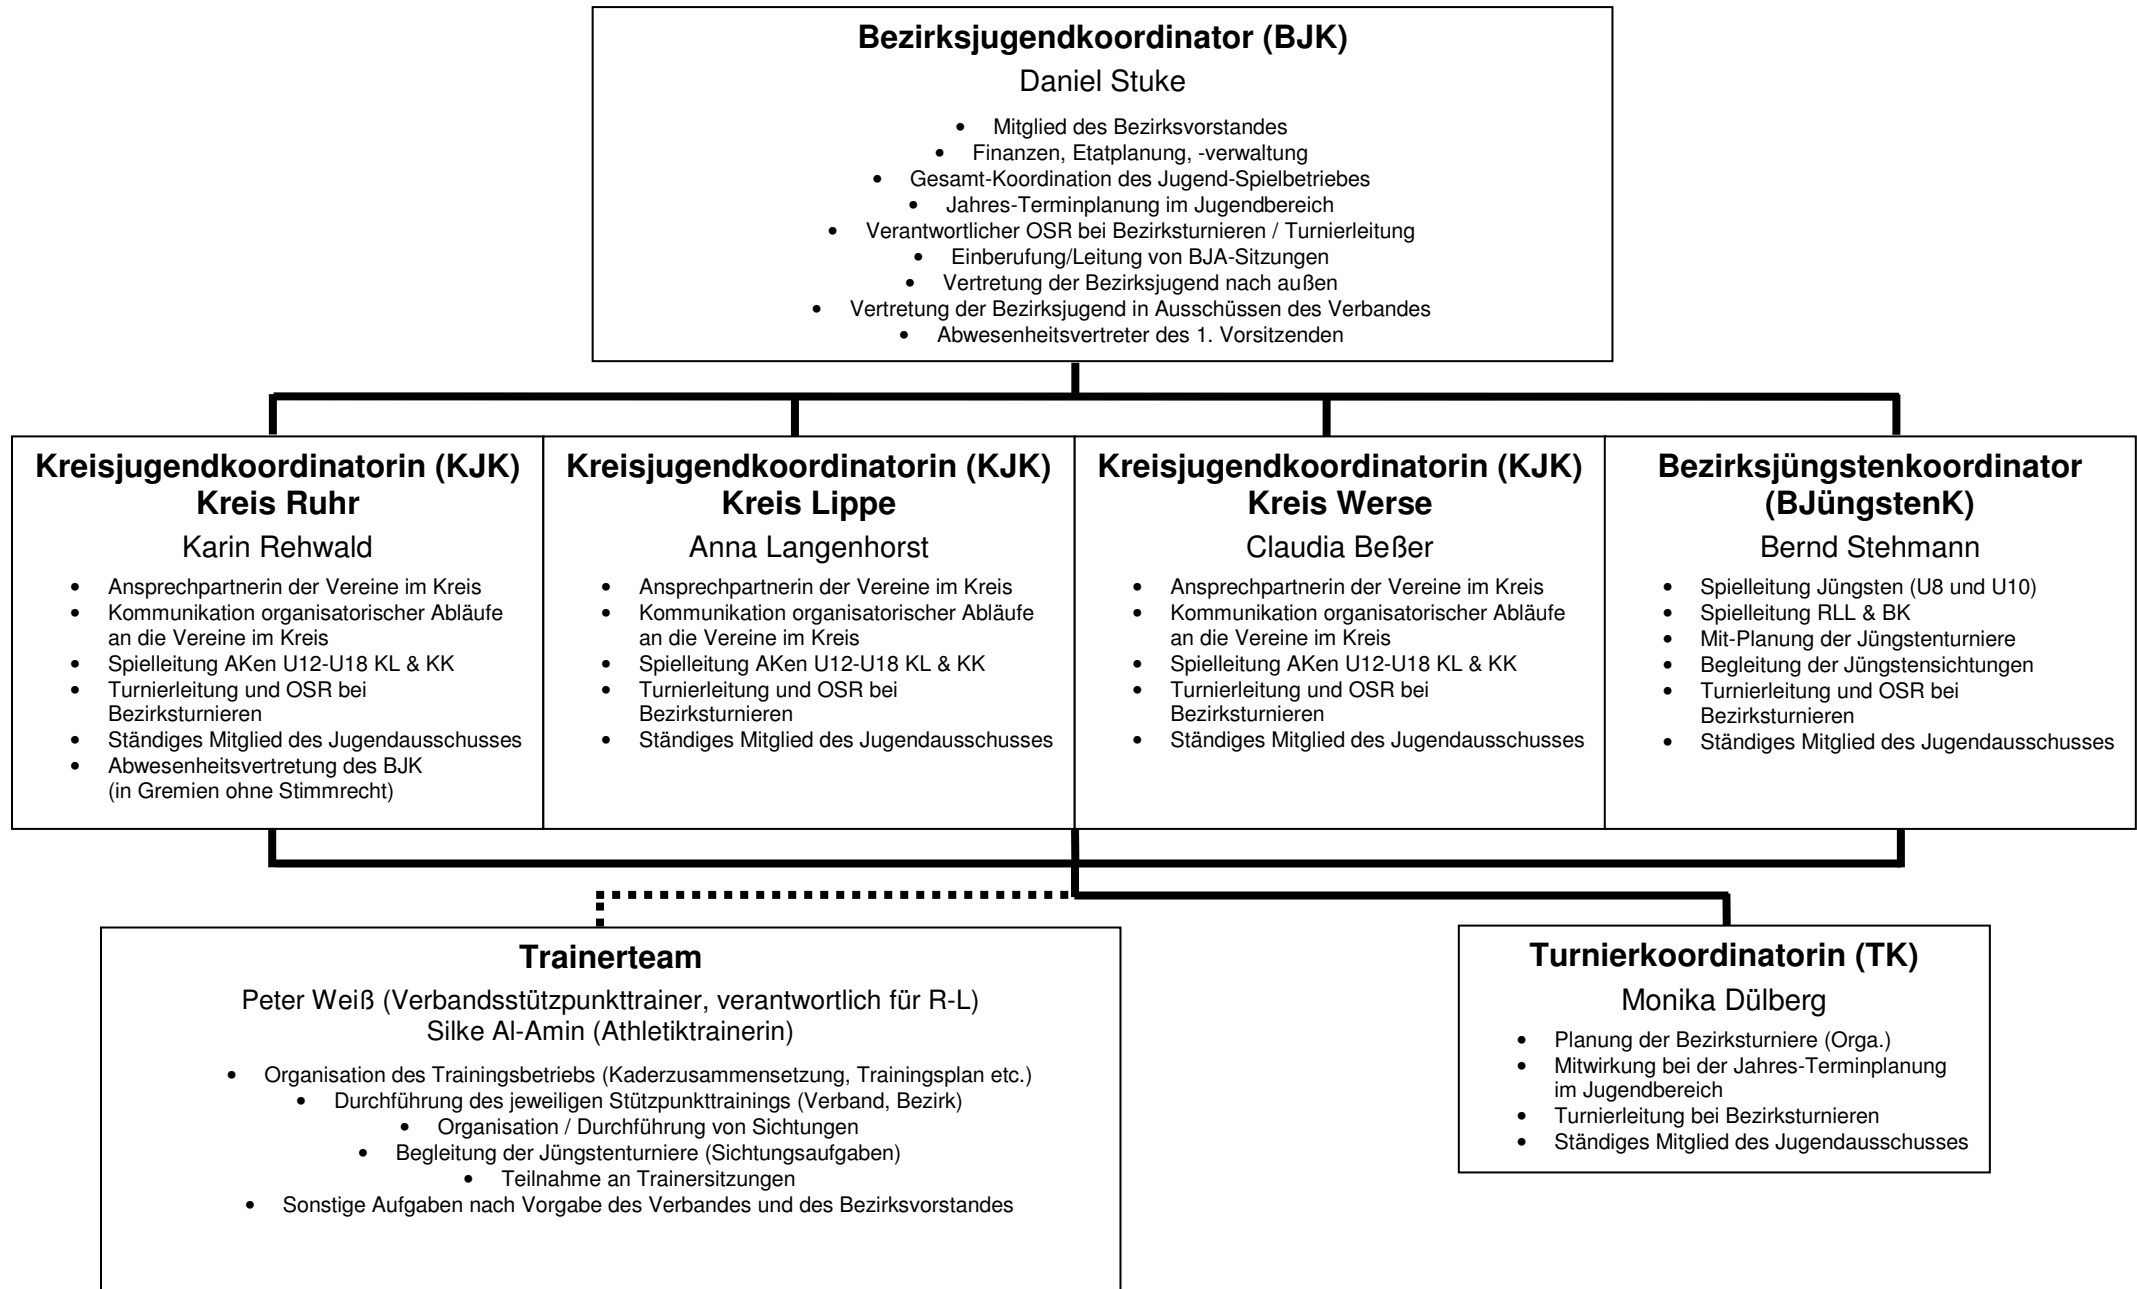 Bezirksjugendkoordinator (BJK)
Daniel Stuke
• Mitglied des Bezirksvorstandes
• Finanzen, Etatplanung, -verwaltung
• Gesamt-Koordination des Jugend-Spielbetriebes
• Jahres-Terminplanung im Jugendbereich
• Verantwortlicher OSR bei Bezirksturnieren / Turnierleitung
• Einberufung/Leitung von BJA-Sitzungen
• Vertretung der Bezirksjugend nach außen
• Vertretung der Bezirksjugend in Ausschüssen des Verbandes
• Abwesenheitsvertreter des 1. Vorsitzenden
Kreisjugendkoordinatorin (KJK)
Kreis Ruhr
Karin Rehwald
• Ansprechpartnerin der Vereine im Kreis
• Kommunikation organisatorischer Abläufe
an die Vereine im Kreis
• Spielleitung AKen U12-U18 KL & KK
• Turnierleitung und OSR bei
Bezirksturnieren
• Ständiges Mitglied des Jugendausschusses
• Abwesenheitsvertretung des BJK
(in Gremien ohne Stimmrecht)
Kreisjugendkoordinatorin (KJK)
Kreis Lippe
Anna Langenhorst
• Ansprechpartnerin der Vereine im Kreis
• Kommunikation organisatorischer Abläufe
an die Vereine im Kreis
• Spielleitung AKen U12-U18 KL & KK
• Turnierleitung und OSR bei
Bezirksturnieren
• Ständiges Mitglied des Jugendausschusses
Kreisjugendkoordinatorin (KJK)
Kreis Werse
Claudia Beßer
• Ansprechpartnerin der Vereine im Kreis
• Kommunikation organisatorischer Abläufe
an die Vereine im Kreis
• Spielleitung AKen U12-U18 KL & KK
• Turnierleitung und OSR bei
Bezirksturnieren
• Ständiges Mitglied des Jugendausschusses
Bezirksjüngstenkoordinator
(BJüngstenK)
Bernd Stehmann
• Spielleitung Jüngsten (U8 und U10)
• Spielleitung RLL & BK
• Mit-Planung der Jüngstenturniere
• Begleitung der Jüngstensichtungen
• Turnierleitung und OSR bei
Bezirksturnieren
• Ständiges Mitglied des Jugendausschusses
Trainerteam
Peter Weiß (Verbandsstützpunkttrainer, verantwortlich für R-L)
Silke Al-Amin (Athletiktrainerin)
• Organisation des Trainingsbetriebs (Kaderzusammensetzung, Trainingsplan etc.)
• Durchführung des jeweiligen Stützpunkttrainings (Verband, Bezirk)
• Organisation / Durchführung von Sichtungen
• Begleitung der Jüngstenturniere (Sichtungsaufgaben)
• Teilnahme an Trainersitzungen
• Sonstige Aufgaben nach Vorgabe des Verbandes und des Bezirksvorstandes
Turnierkoordinatorin (TK)
Monika Dülberg
• Planung der Bezirksturniere (Orga.)
• Mitwirkung bei der Jahres-Terminplanung
im Jugendbereich
• Turnierleitung bei Bezirksturnieren
• Ständiges Mitglied des Jugendausschusses